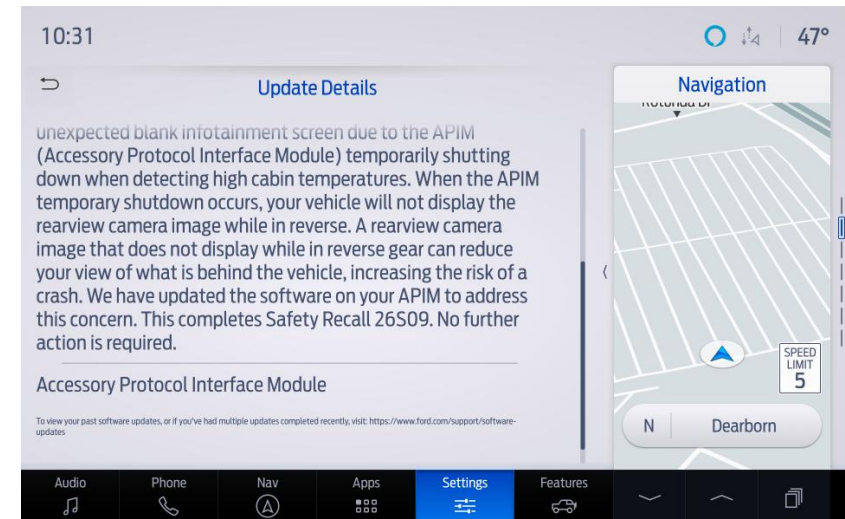 10:31
47°
Update Details
unexpected blank infotainment screen due to the APIM
(Accessory Protocol Interface Module) temporarily shutting
down when detecting high cabin temperatures. When the APIM
temporary shutdown occurs, your vehicle will not display the
rearview camera image while in reverse. A rearview camera
image that does not display while in reverse gear can reduce
your view of what is behind the vehicle, increasing the risk of a
crash. We have updated the software on your APIM to address
this concern. This completes Safety Recall 26S09. No further
action is required.
Accessory Protocol Interface Module
To view your past software updates, or if you've had multiple updates completed recently, visit: https://www.ford.com/support/software-
updates
Navigation
Rotunda Dr
SPEED
LIMIT
5
N Dearborn
Audio Phone Nav Apps Settings Features